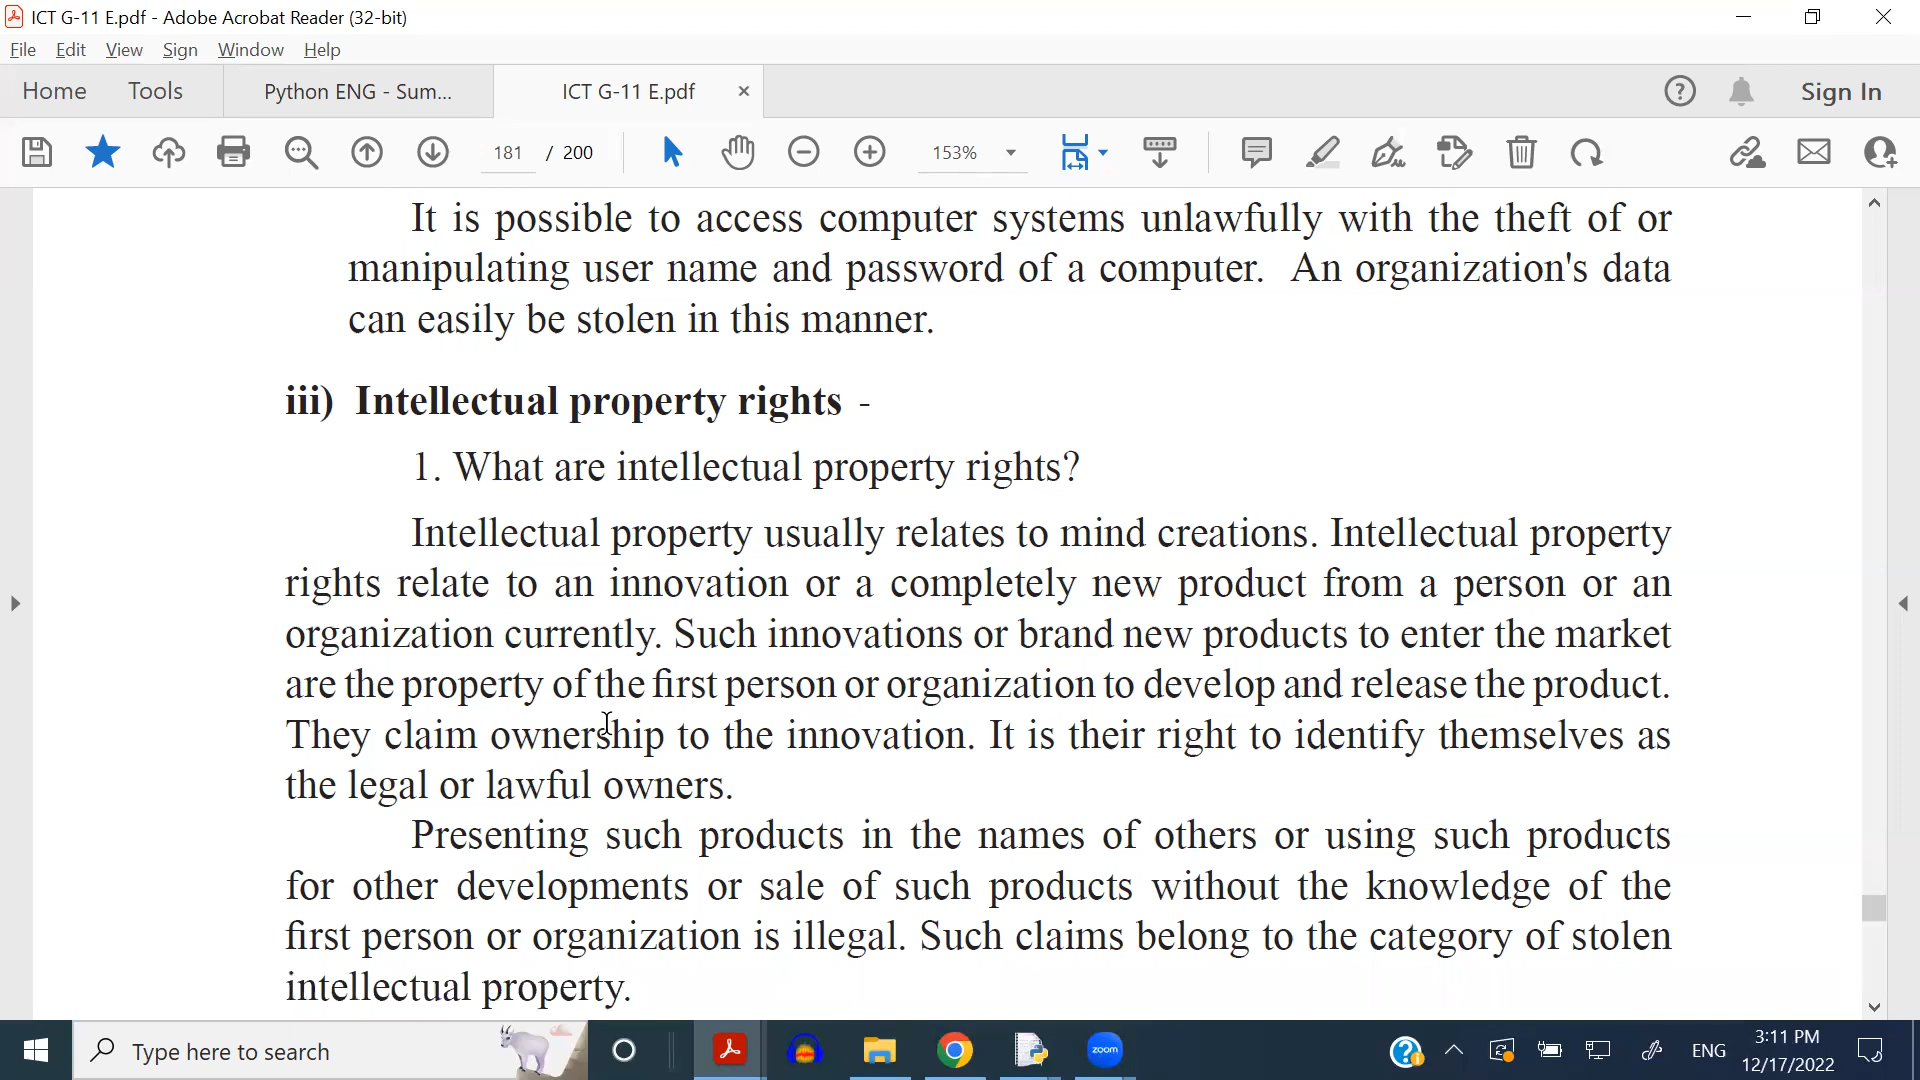 ICT G-11 E.pdf - Adobe Acrobat Reader (32-bit)
File Edit View Sign Window Help
Home Tools Python ENG - Sum... ICT G-11 E.pdf × Sign In
181 / 200 153%
It is possible to access computer systems unlawfully with the theft of or
manipulating user name and password of a computer. An organization's data
can easily be stolen in this manner.
iii) Intellectual property rights -
1. What are intellectual property rights?
Intellectual property usually relates to mind creations. Intellectual property
rights relate to an innovation or a completely new product from a person or an
organization currently. Such innovations or brand new products to enter the market
are the property of the first person or organization to develop and release the product.
They claim ownership to the innovation. It is their right to identify themselves as
the legal or lawful owners.
Presenting such products in the names of others or using such products
for other developments or sale of such products without the knowledge of the
first person or organization is illegal. Such claims belong to the category of stolen
intellectual property.
Type here to search
zoom
ENG
3:11 PM
12/17/2022